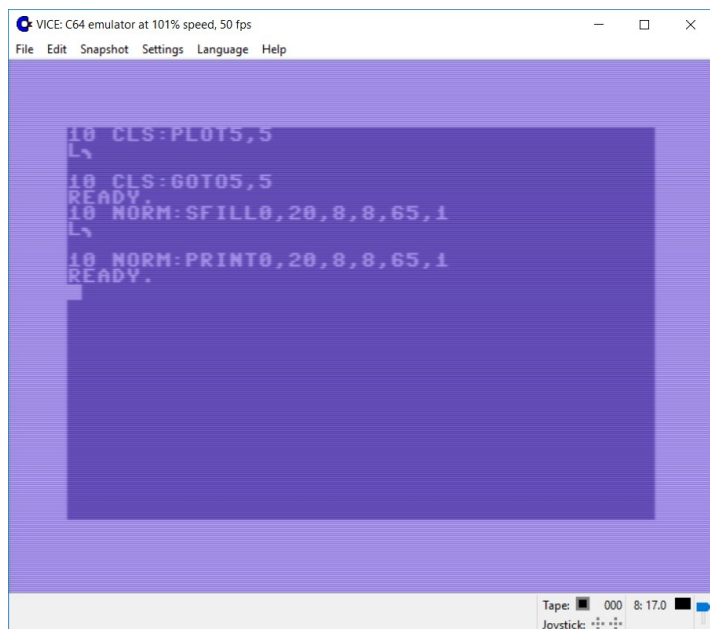 VICE: C64 emulator at 101% speed, 50 fps
File Edit Snapshot Settings Language Help
10 CLS:PLOT5,5
L╮
10 CLS:GOTO5,5
READY.
10 NORM:SFILL0,20,8,8,65,1
L╮
10 NORM:PRINT0,20,8,8,65,1
READY.
Tape: 000 8: 17.0
Joystick: